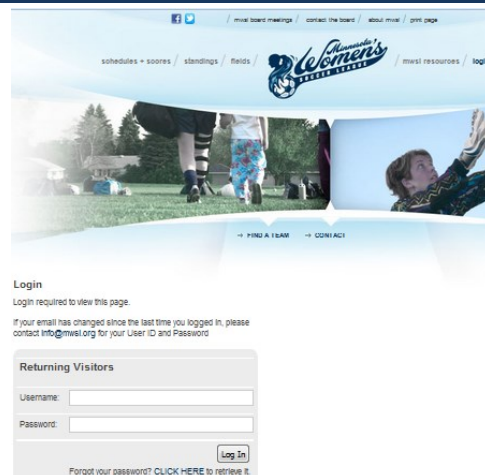 f
/ mwsl board meetings / contact the board / about mwsl / print page
schedules + scores / standings / fields /
Minnesota
Women's
SOCCER LEAGUE
/ mwsl resources / logi
→ FIND A TEAM → CONTACT
Login
Login required to view this page.
If your email has changed since the last time you logged in, please
contact info@mwsl.org for your User ID and Password
Returning Visitors
Username:
Password:
Log In
Forgot your password? CLICK HERE to retrieve it.